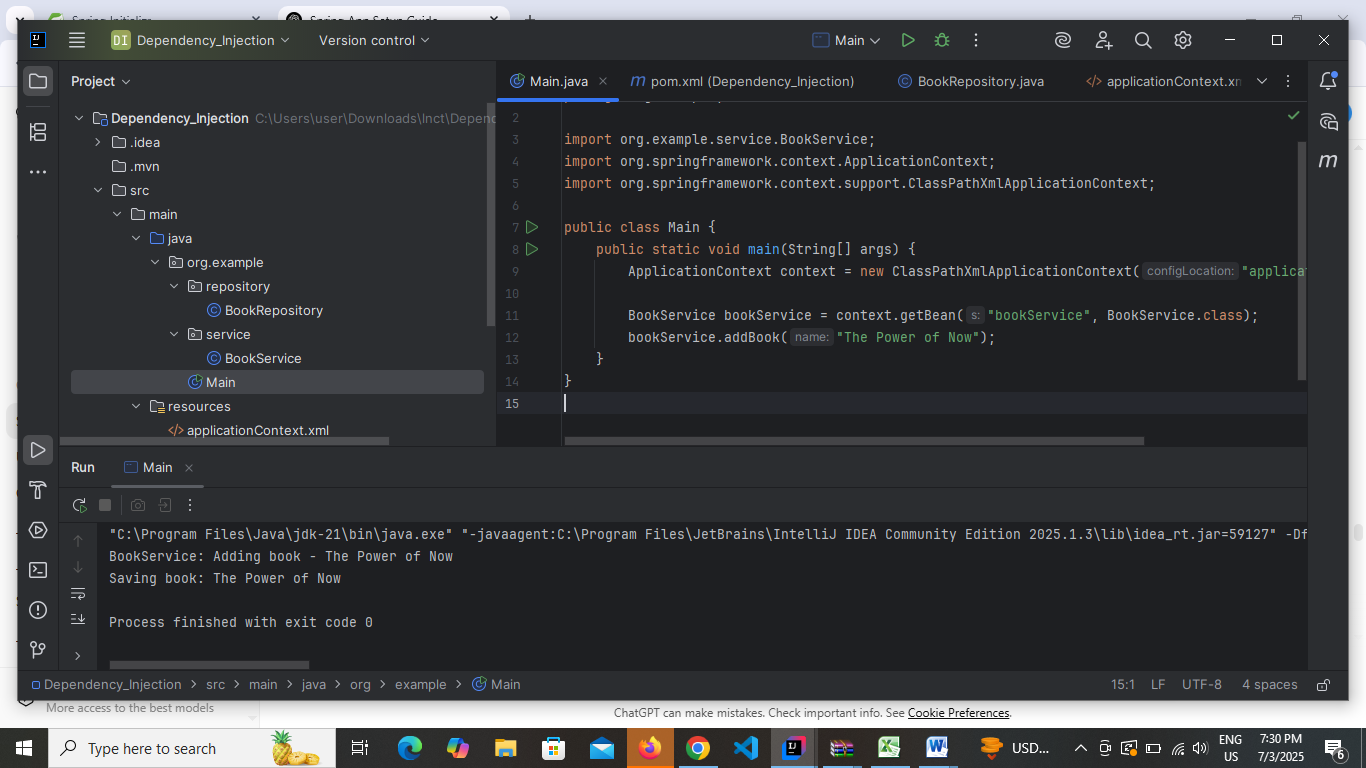 Spring Initializr
Spring App Setup Guide
DI Dependency_Injection
Version control
Main
Project
Main.java
pom.xml (Dependency_Injection)
BookRepository.java
applicationContext.xm
Dependency_Injection C:\Users\user\Downloads\Inct\Depend
.idea
.mvn
src
main
java
org.example
repository
BookRepository
service
BookService
Main
resources
applicationContext.xml
2
3 import org.example.service.BookService;
4 import org.springframework.context.ApplicationContext;
5 import org.springframework.context.support.ClassPathXmlApplicationContext;
6
7 public class Main {
8 public static void main(String[] args) {
9 ApplicationContext context = new ClassPathXmlApplicationContext( configLocation: "applicat
10
11 BookService bookService = context.getBean( s: "bookService", BookService.class);
12 bookService.addBook( name: "The Power of Now");
13 }
14 }
15
Run
Main
"C:\Program Files\Java\jdk-21\bin\java.exe" "-javaagent:C:\Program Files\JetBrains\IntelliJ IDEA Community Edition 2025.1.3\lib\idea_rt.jar=59127" -Df
BookService: Adding book - The Power of Now
Saving book: The Power of Now
Process finished with exit code 0
Dependency_Injection > src > main > java > org > example > Main
15:1 LF UTF-8 4 spaces
More access to the best models
ChatGPT can make mistakes. Check important info. See Cookie Preferences.
Type here to search
USD...
ENG
US
7:30 PM
7/3/2025
6